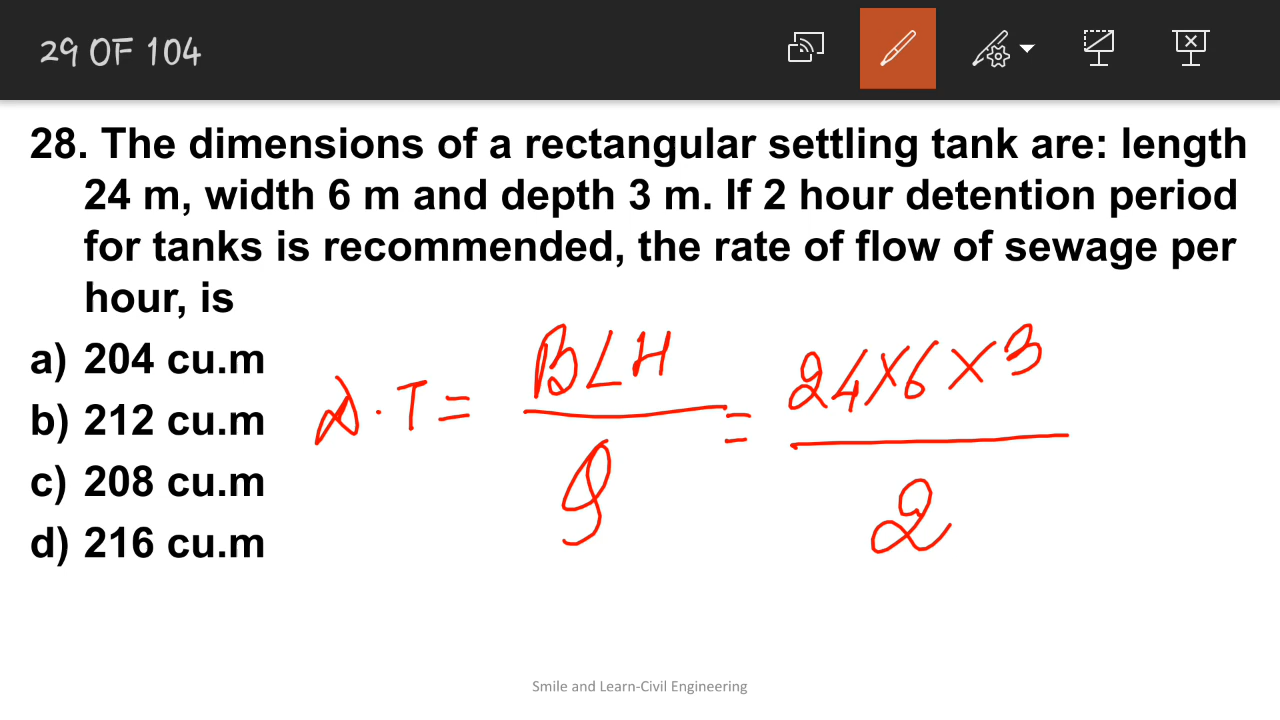 29 OF 104
28. The dimensions of a rectangular settling tank are: length
24 m, width 6 m and depth 3 m. If 2 hour detention period
for tanks is recommended, the rate of flow of sewage per
hour, is
a) 204 cu.m
b) 212 cu.m
c) 208 cu.m
d) 216 cu.m
D.T = BLH / Q = 24×6×3 / 2
Smile and Learn-Civil Engineering